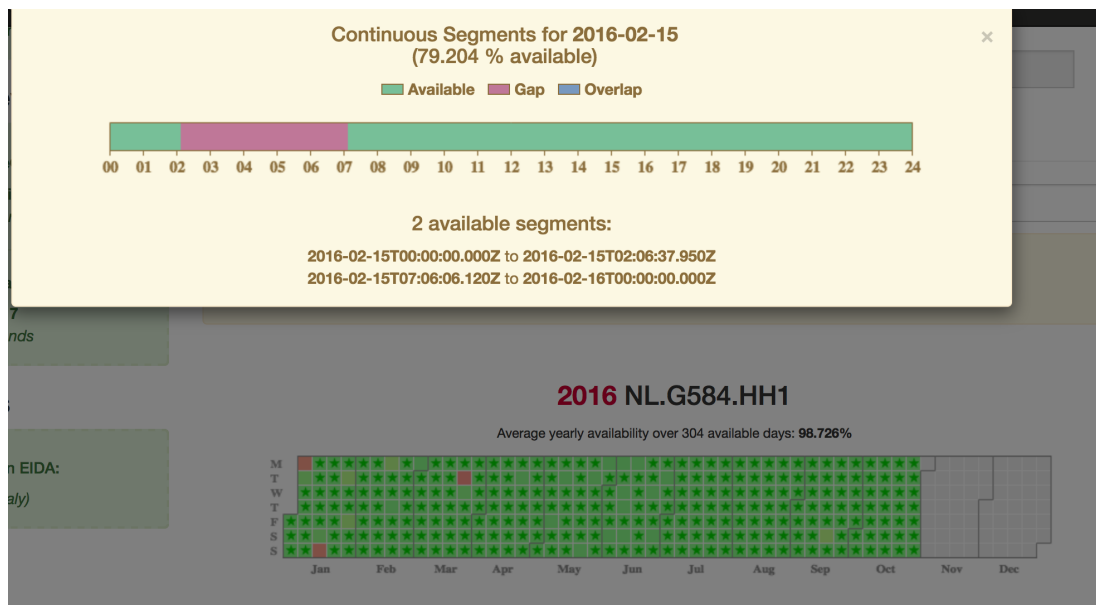 Continuous Segments for 2016-02-15
(79.204 % available)
×
Available Gap Overlap
00 01 02 03 04 05 06 07 08 09 10 11 12 13 14 15 16 17 18 19 20 21 22 23 24
2 available segments:
2016-02-15T00:00:00.000Z to 2016-02-15T02:06:37.950Z
2016-02-15T07:06:06.120Z to 2016-02-16T00:00:00.000Z
7
nds
n EIDA:
aly)
2016 NL.G584.HH1
Average yearly availability over 304 available days: 98.726%
M
T
W
T
F
S
S
Jan Feb Mar Apr May Jun Jul Aug Sep Oct Nov Dec